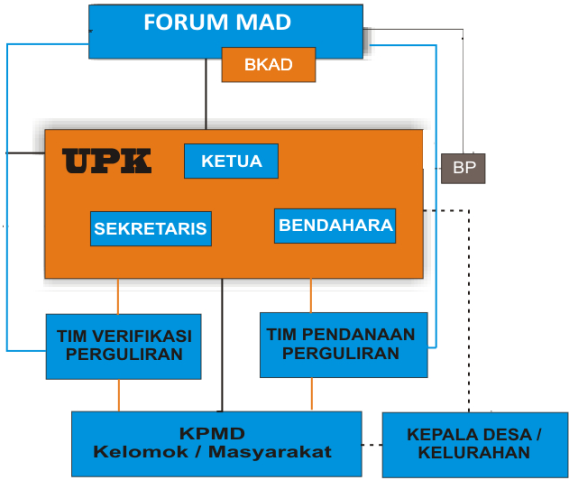 FORUM MAD
BKAD
UPK
KETUA
BP
SEKRETARIS
BENDAHARA
TIM VERIFIKASI
PERGULIRAN
TIM PENDANAAN
PERGULIRAN
KPMD
Kelomok / Masyarakat
KEPALA DESA /
KELURAHAN